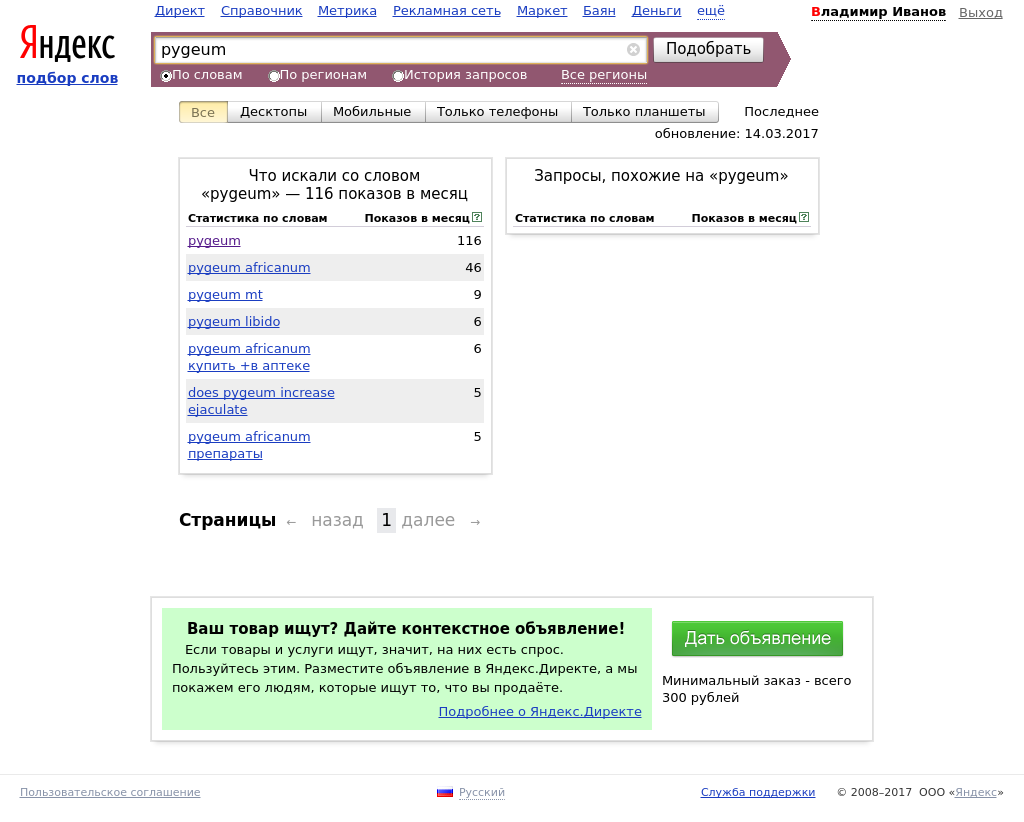 Директ Справочник Метрика Рекламная сеть Маркет Баян Деньги ещё
Владимир Иванов Выход
Яндекс
подбор слов
pygeum Подобрать
По словам По регионам История запросов Все регионы
Все Десктопы Мобильные Только телефоны Только планшеты
Последнее
обновление: 14.03.2017
Что искали со словом
«pygeum» — 116 показов в месяц
Статистика по словам Показов в месяц ?
pygeum 116
pygeum africanum 46
pygeum mt 9
pygeum libido 6
pygeum africanum 6
купить +в аптеке
does pygeum increase 5
ejaculate
pygeum africanum 5
препараты
Запросы, похожие на «pygeum»
Статистика по словам Показов в месяц ?
Страницы ← назад 1 далее →
Ваш товар ищут? Дайте контекстное объявление!
Если товары и услуги ищут, значит, на них есть спрос.
Пользуйтесь этим. Разместите объявление в Яндекс.Директе, а мы
покажем его людям, которые ищут то, что вы продаёте.
Подробнее о Яндекс.Директе
Дать объявление
Минимальный заказ - всего
300 рублей
Пользовательское соглашение Русский Служба поддержки © 2008–2017 ООО «Яндекс»